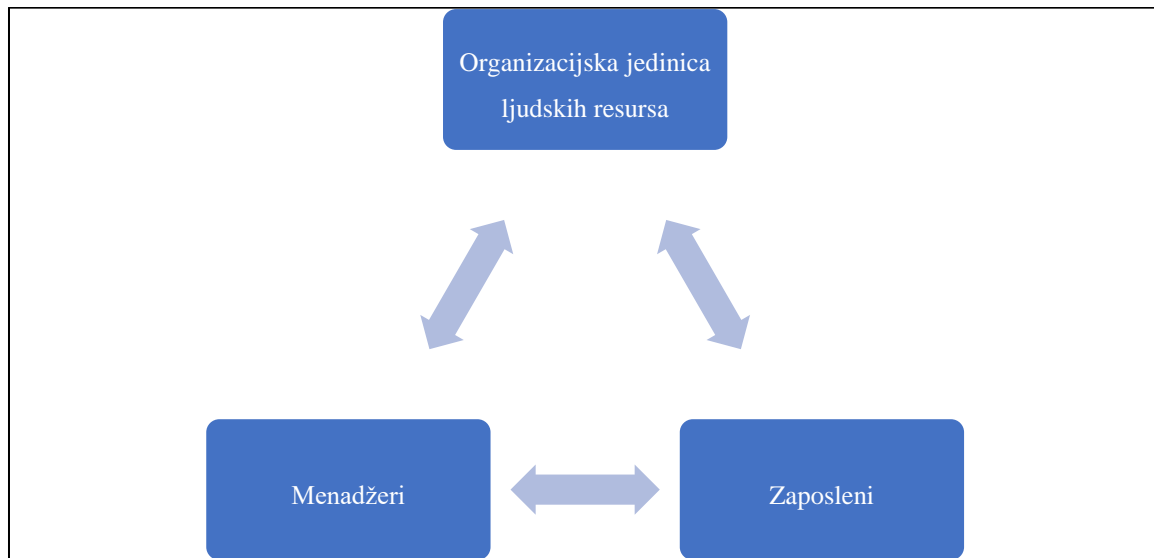 Organizacijska jedinica
ljudskih resursa
Menadžeri
Zaposleni